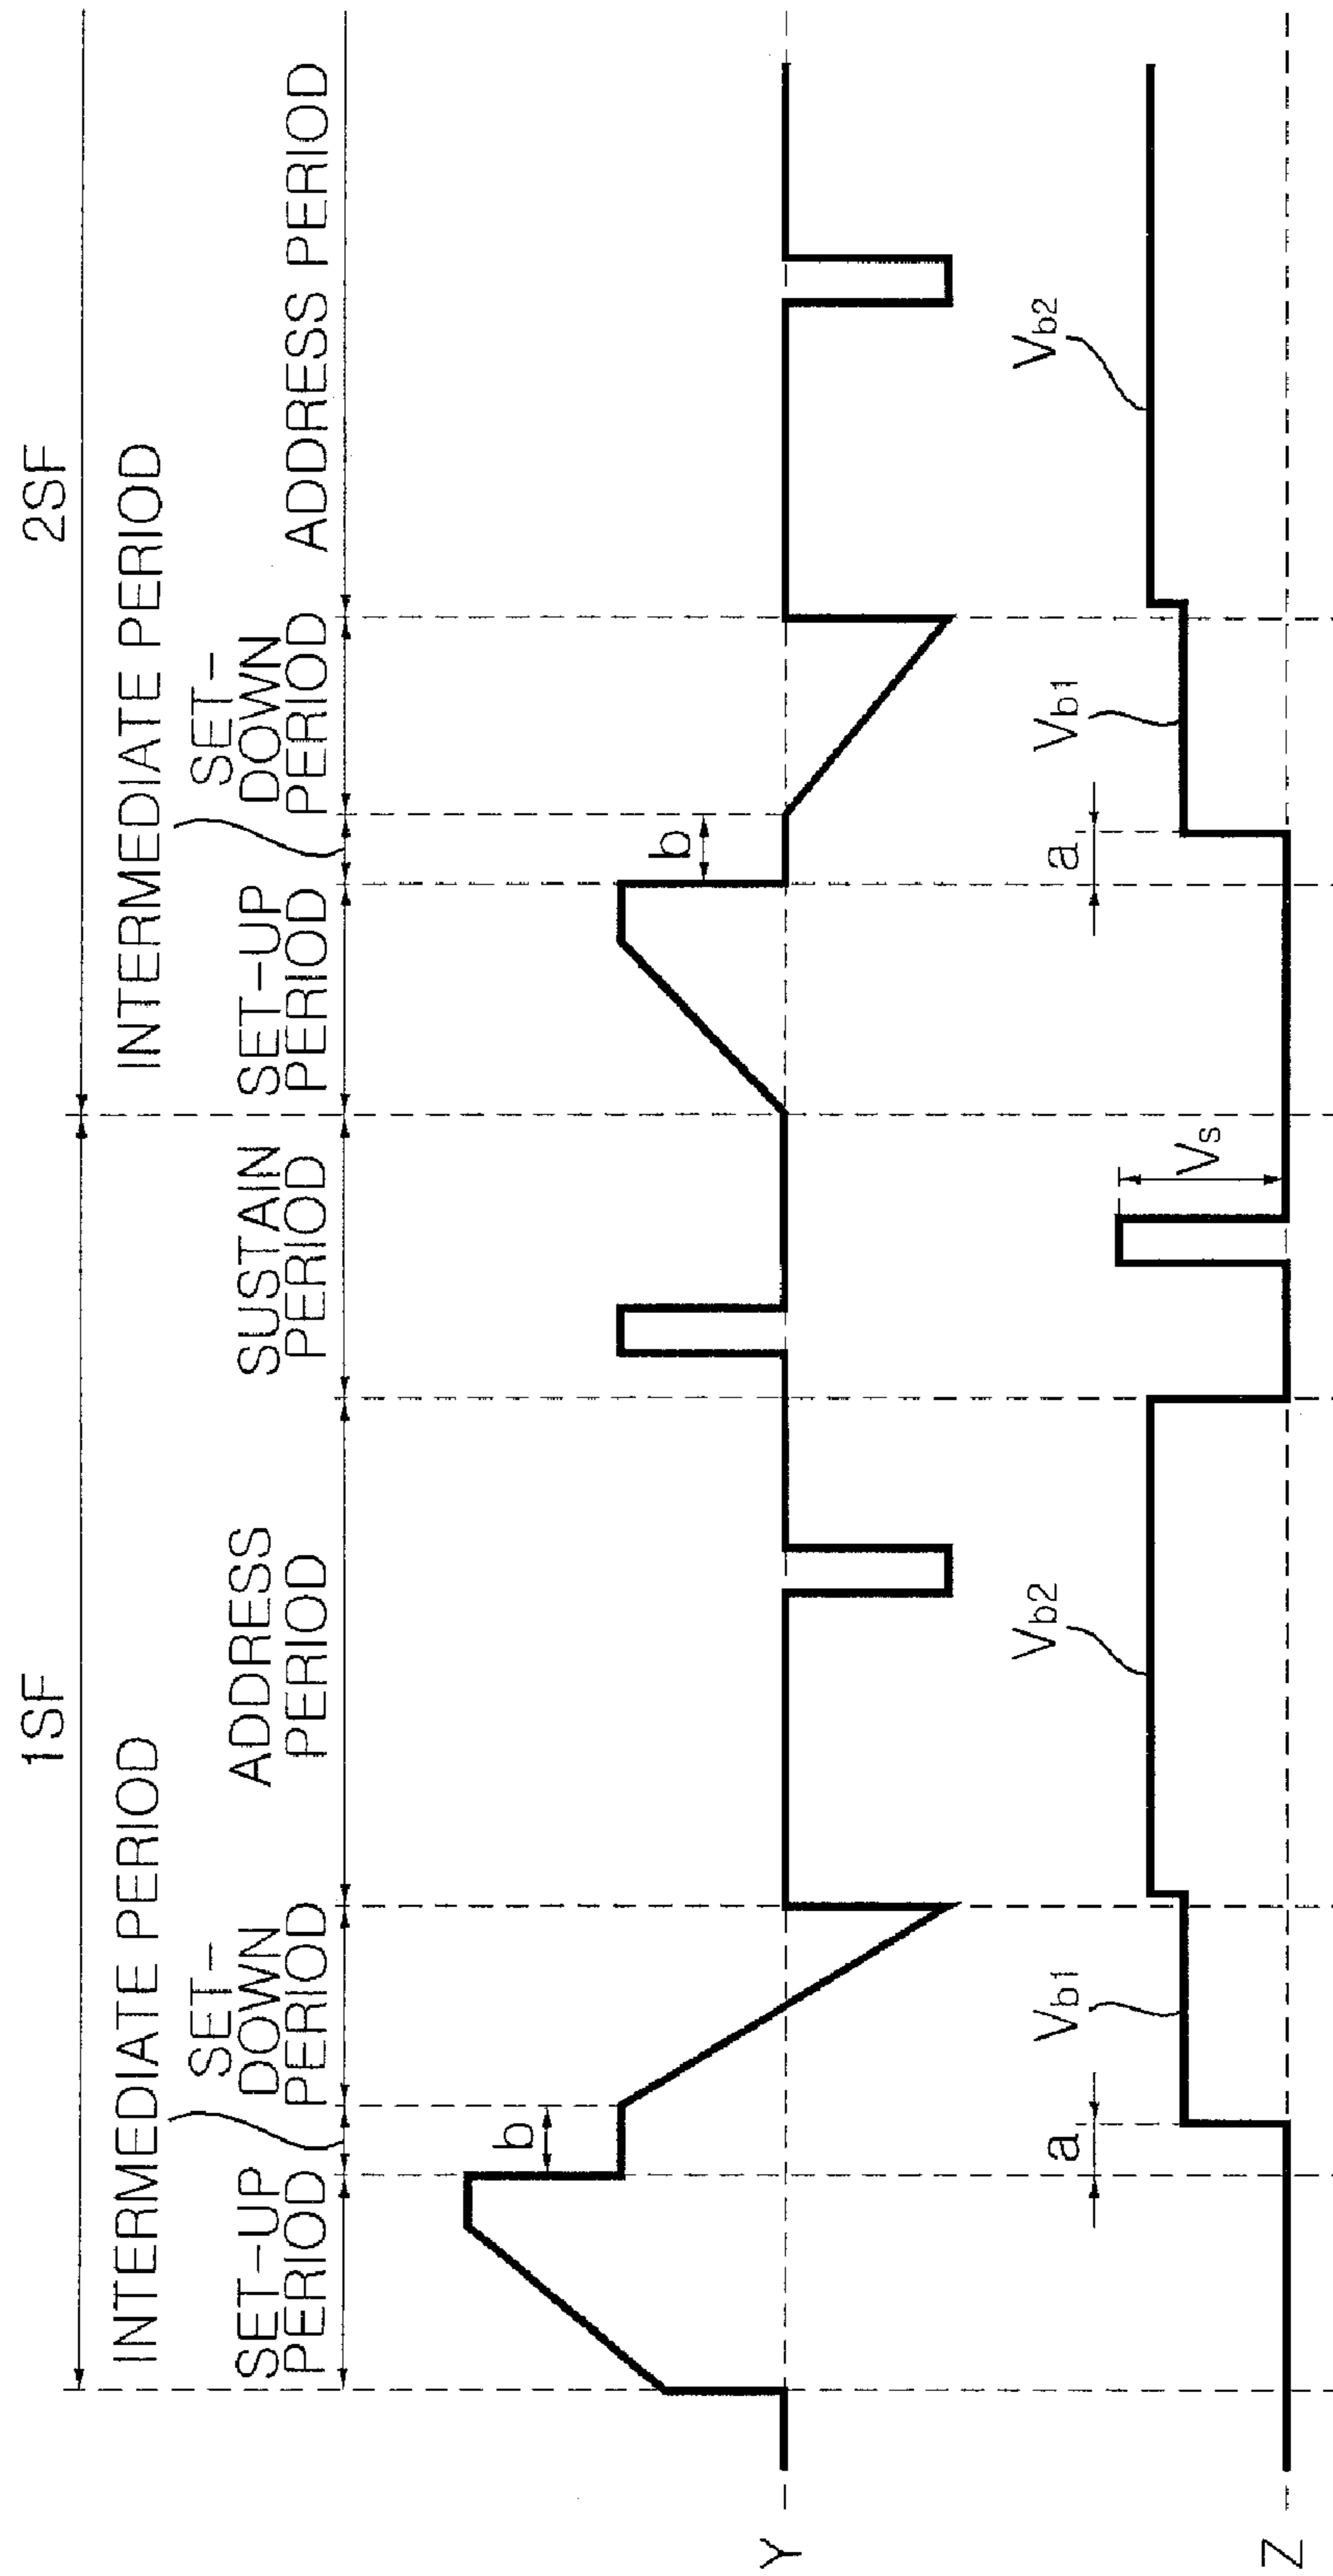 1SF
2SF
INTERMEDIATE PERIOD
INTERMEDIATE PERIOD
SET-UP
PERIOD
SET-
DOWN
PERIOD
ADDRESS
PERIOD
SUSTAIN
PERIOD
SET-UP
PERIOD
SET-
DOWN
PERIOD
ADDRESS PERIOD
b
b
Y
a
Vb1
Vb2
Vs
a
Vb1
Vb2
Z